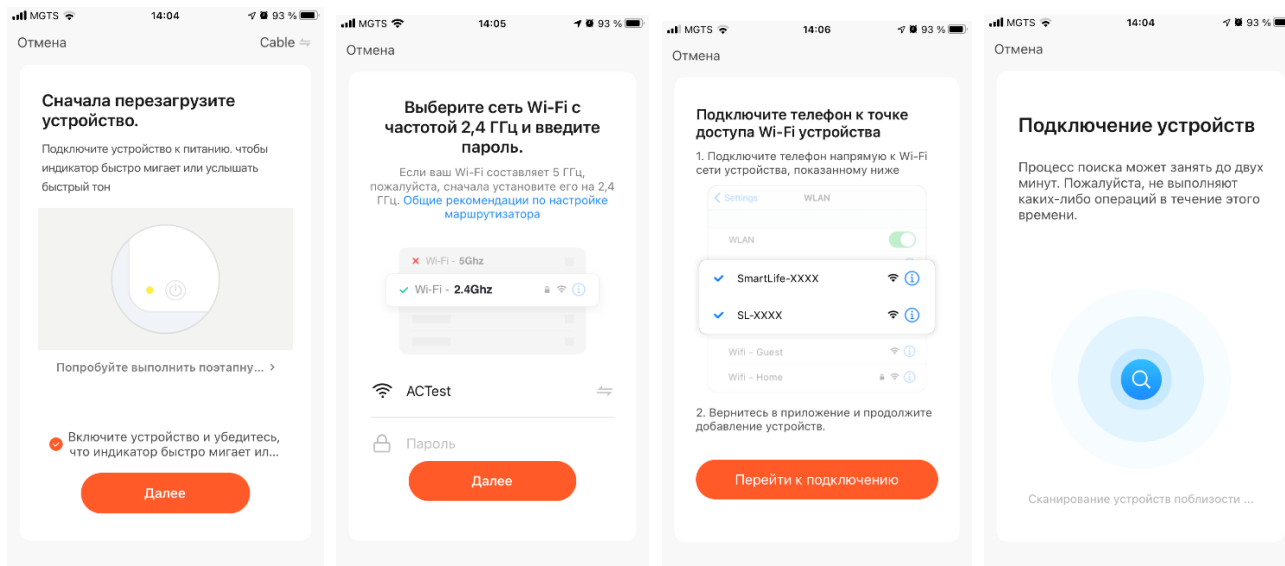 MGTS 14:04 93 %
Отмена Cable
Сначала перезагрузите
устройство.
Подключите устройство к питанию. чтобы
индикатор быстро мигает или услышать
быстрый тон
Попробуйте выполнить поэтапну... >
Включите устройство и убедитесь,
что индикатор быстро мигает ил...
Далее
MGTS 14:05 93 %
Отмена
Выберите сеть Wi-Fi с
частотой 2,4 ГГц и введите
пароль.
Если ваш Wi-Fi составляет 5 ГГц,
пожалуйста, сначала установите его на 2,4
ГГц. Общие рекомендации по настройке
маршрутизатора
Wi-Fi - 5Ghz
Wi-Fi - 2.4Ghz
ACTest
Пароль
Далее
MGTS 14:06 93 %
Отмена
Подключите телефон к точке
доступа Wi-Fi устройства
1. Подключите телефон напрямую к Wi-Fi
сети устройства, показанному ниже
Settings WLAN
WLAN
SmartLife-XXXX
SL-XXXX
Wifi - Guest
Wifi - Home
2. Вернитесь в приложение и продолжите
добавление устройств.
Перейти к подключению
MGTS 14:04 93 %
Отмена
Подключение устройств
Процесс поиска может занять до двух
минут. Пожалуйста, не выполняют
каких-либо операций в течение этого
времени.
Сканирование устройств поблизости ...